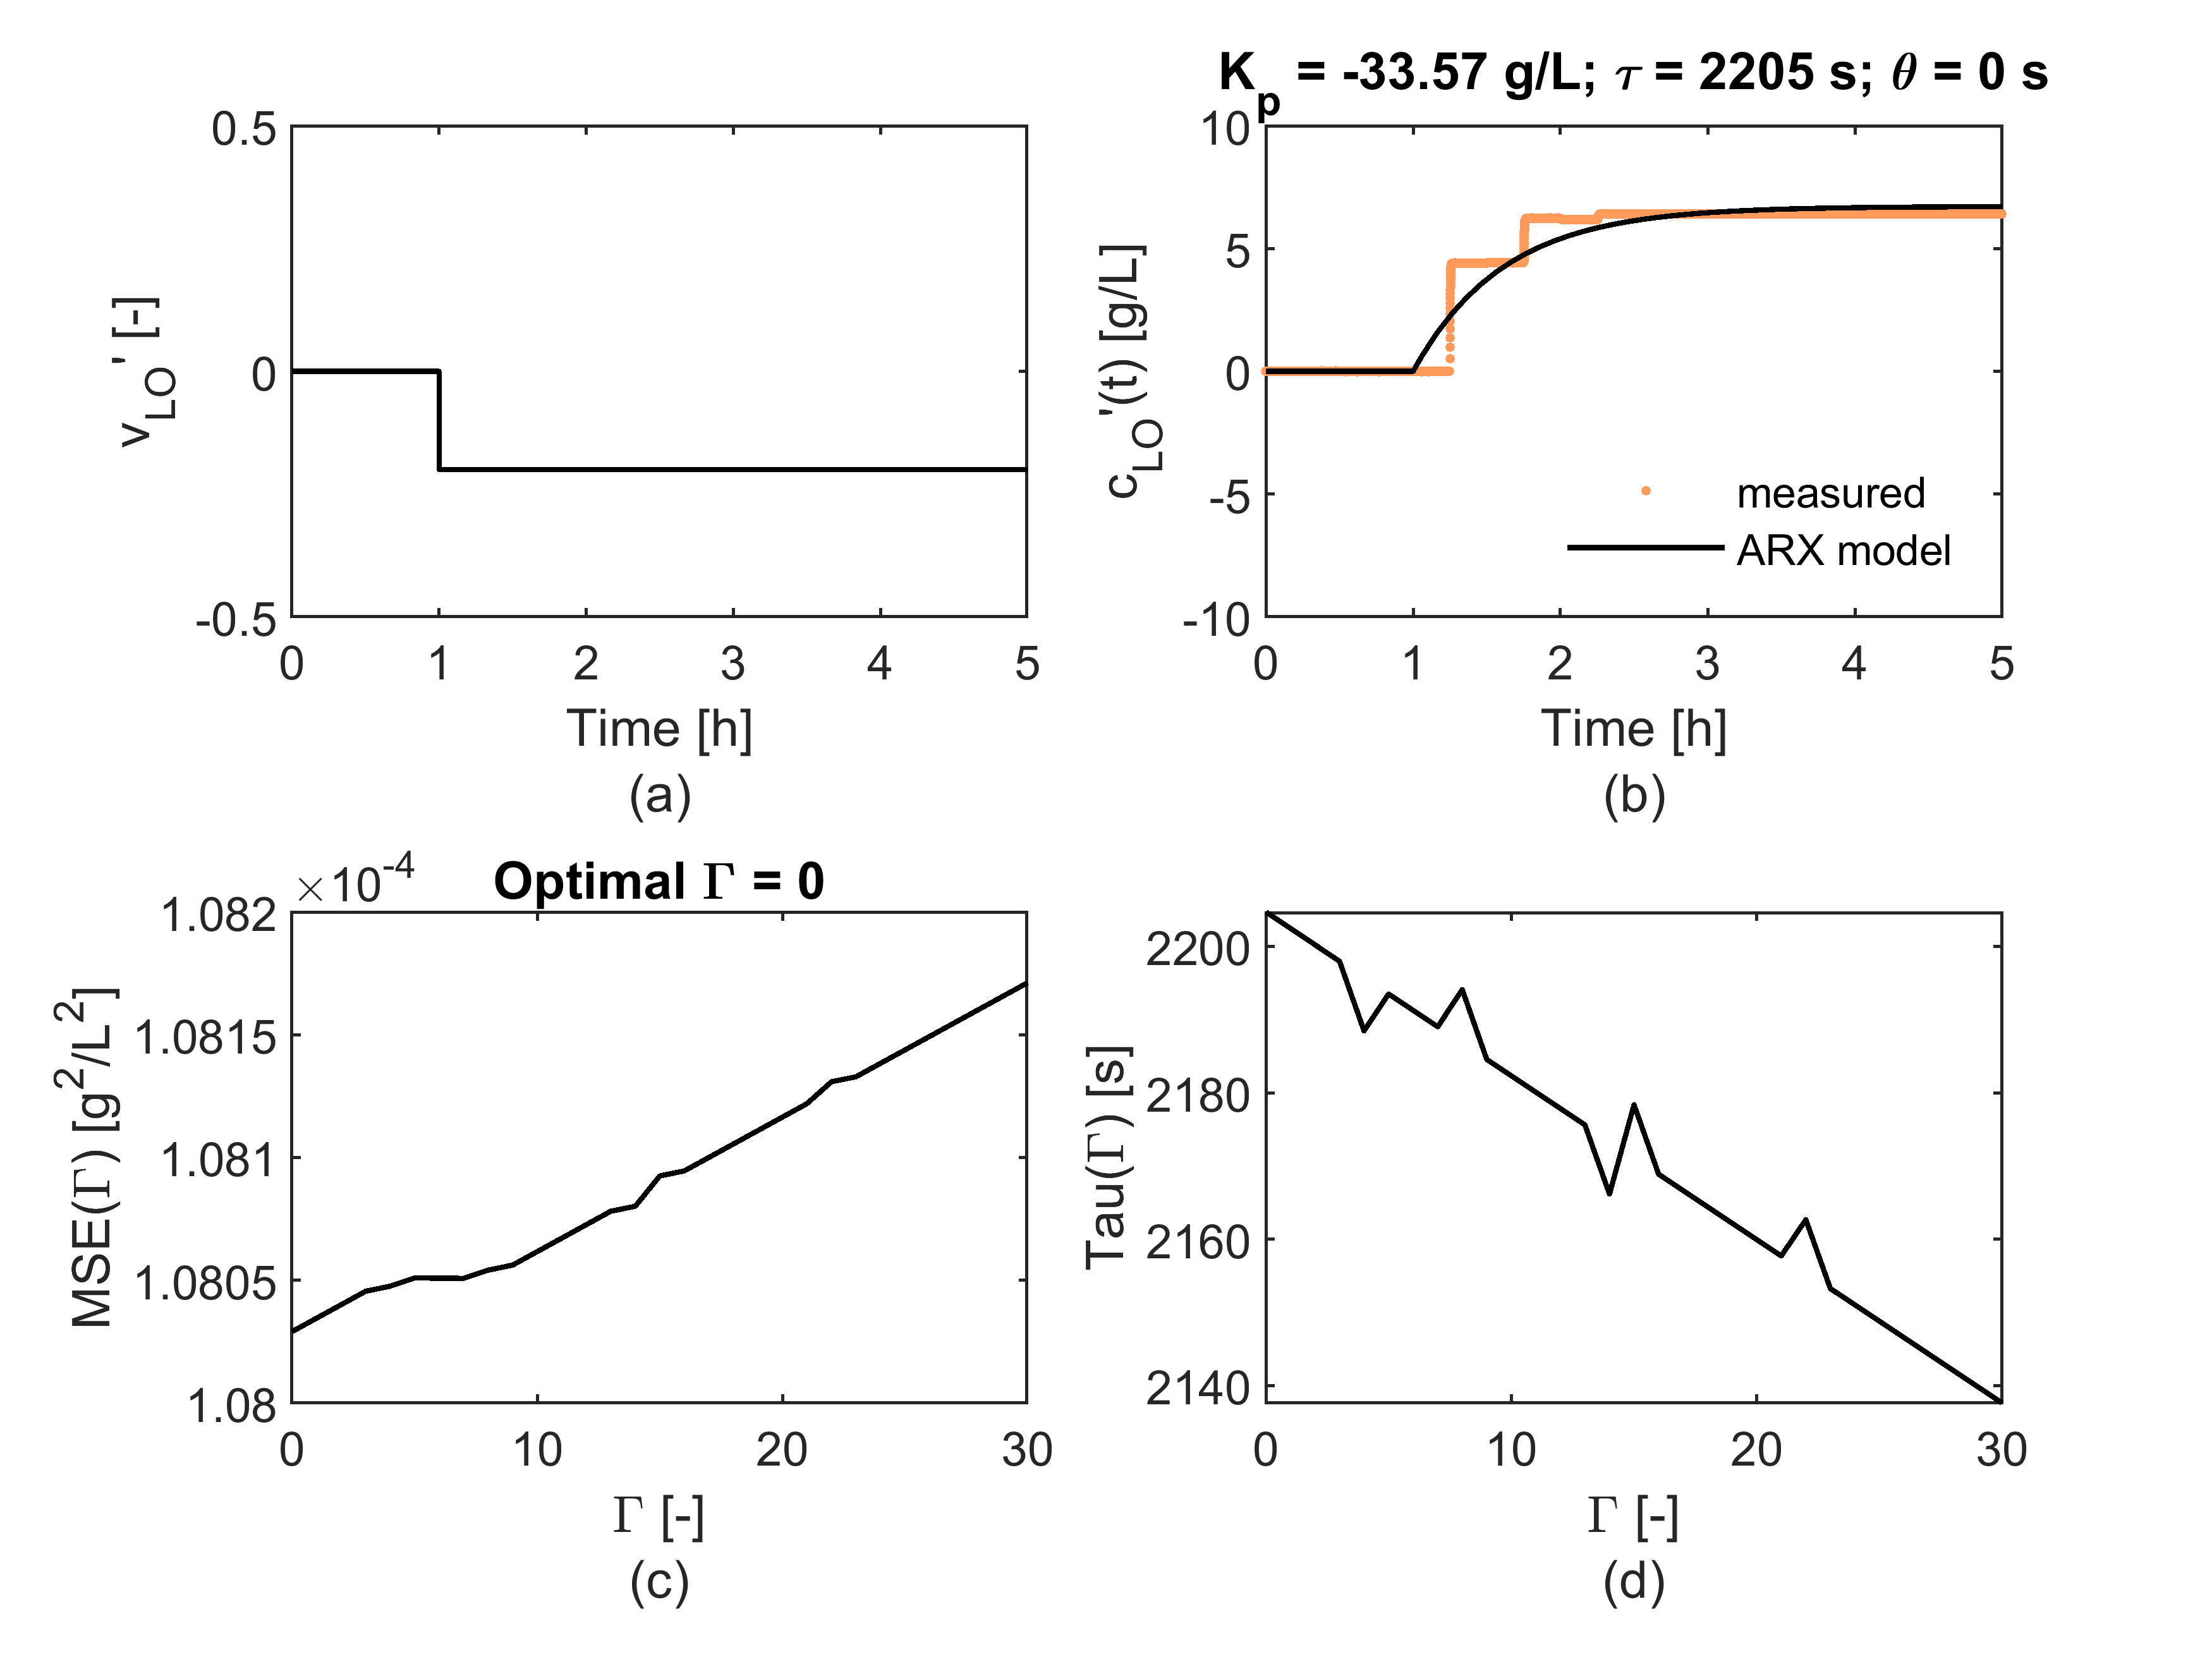 K_p = -33.57 g/L; τ = 2205 s; θ = 0 s
0.5
0
-0.5
v_LO' [-]
0 1 2 3 4 5
Time [h]
(a)
10
5
0
-5
-10
c_LO'(t) [g/L]
measured
ARX model
0 1 2 3 4 5
Time [h]
(b)
×10^-4
Optimal Γ = 0
1.082
1.0815
1.081
1.0805
1.08
MSE(Γ) [g^2/L^2]
0 10 20 30
Γ [-]
(c)
2200
2180
2160
2140
Tau(Γ) [s]
0 10 20 30
Γ [-]
(d)